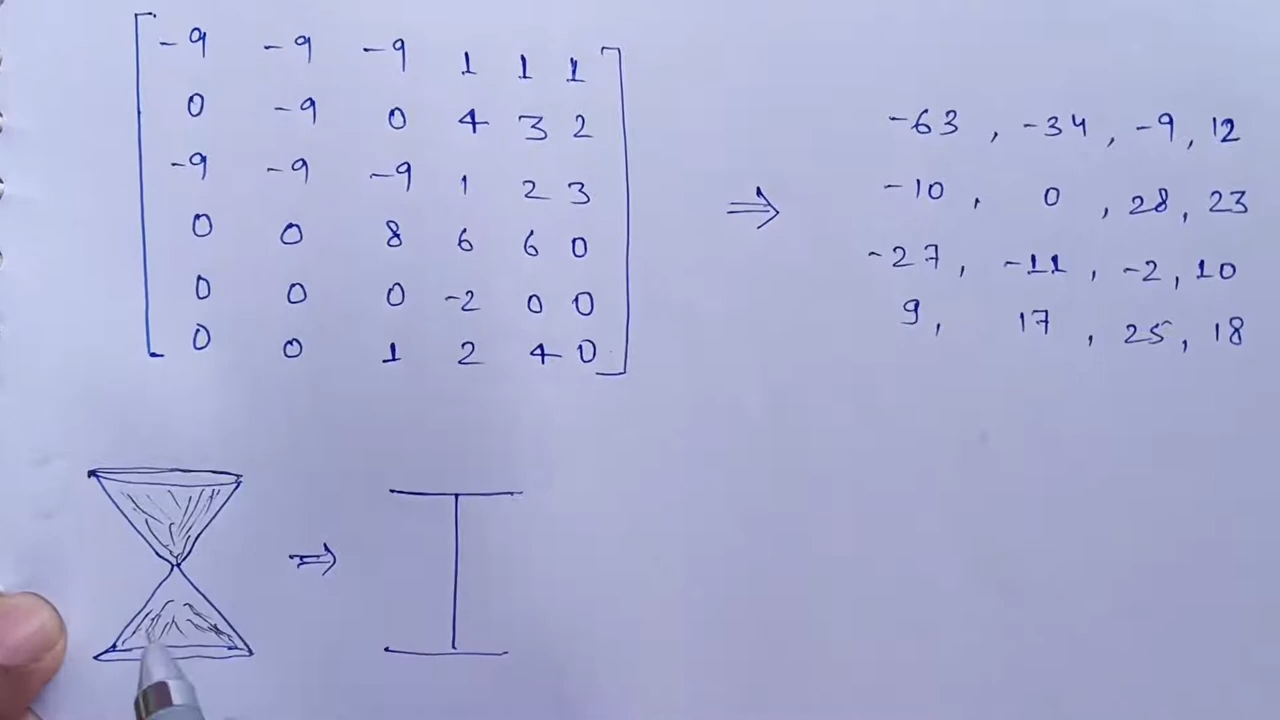 -9 -9 -9 1 1 1
0 -9 0 4 3 2
-9 -9 -9 1 2 3
0 0 8 6 6 0
0 0 0 -2 0 0
0 0 1 2 4 0
⇒
-63, -34, -9, 12
-10, 0, 28, 23
-27, -11, -2, 10
9, 17, 25, 18
⇒